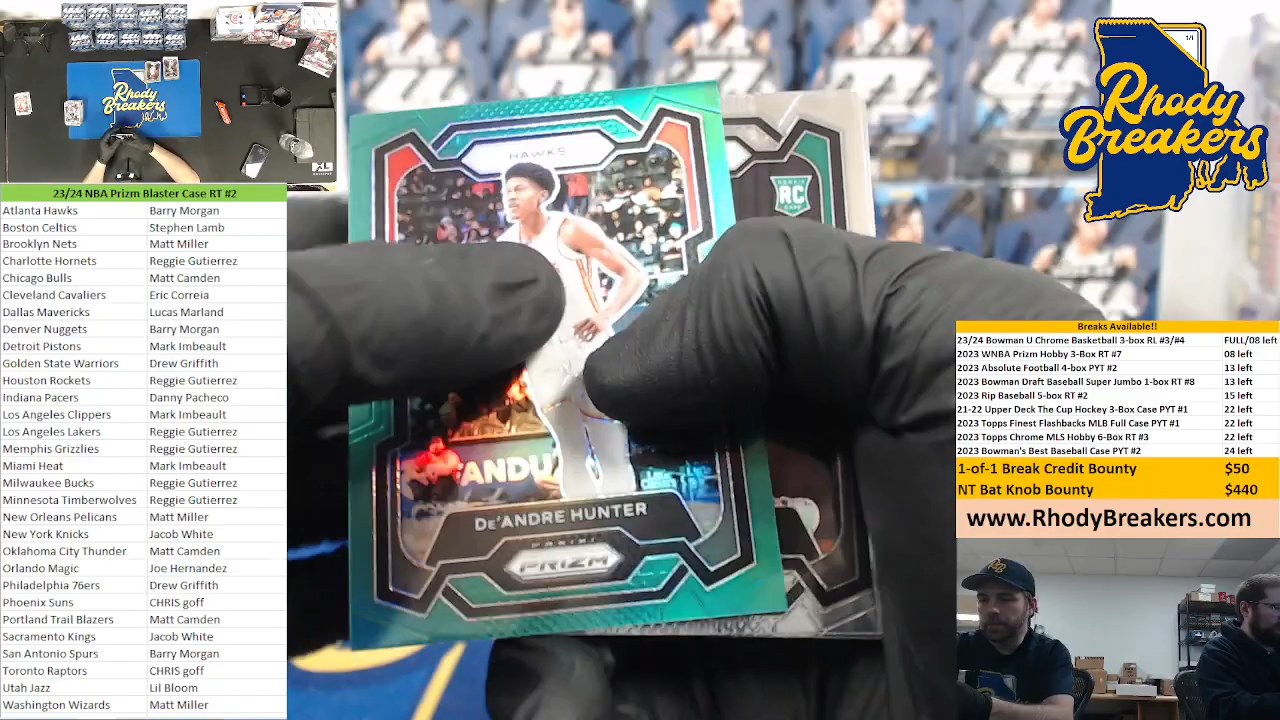 Rhody
Breakers
XL
23/24 NBA Prizm Blaster Case RT #2
Atlanta Hawks Barry Morgan
Boston Celtics Stephen Lamb
Brooklyn Nets Matt Miller
Charlotte Hornets Reggie Gutierrez
Chicago Bulls Matt Camden
Cleveland Cavaliers Eric Correia
Dallas Mavericks Lucas Marland
Denver Nuggets Barry Morgan
Detroit Pistons Mark Imbeault
Golden State Warriors Drew Griffith
Houston Rockets Reggie Gutierrez
Indiana Pacers Danny Pacheco
Los Angeles Clippers Mark Imbeault
Los Angeles Lakers Reggie Gutierrez
Memphis Grizzlies Reggie Gutierrez
Miami Heat Mark Imbeault
Milwaukee Bucks Reggie Gutierrez
Minnesota Timberwolves Reggie Gutierrez
New Orleans Pelicans Matt Miller
New York Knicks Jacob White
Oklahoma City Thunder Matt Camden
Orlando Magic Joe Hernandez
Philadelphia 76ers Drew Griffith
Phoenix Suns CHRIS goff
Portland Trail Blazers Matt Camden
Sacramento Kings Jacob White
San Antonio Spurs Barry Morgan
Toronto Raptors CHRIS goff
Utah Jazz Lil Bloom
Washington Wizards Matt Miller
HAWKS
ROOKIE
RC
CARD
ANDU
DE'ANDRE HUNTER
PANINI
PRIZM
1/1
Rhody
Breakers
Breaks Available!!
23/24 Bowman U Chrome Basketball 3-box RL #3/#4 FULL/08 left
2023 WNBA Prizm Hobby 3-Box RT #7 08 left
2023 Absolute Football 4-box PYT #2 13 left
2023 Bowman Draft Baseball Super Jumbo 1-box RT #8 13 left
2023 Rip Baseball 5-box RT #2 15 left
21-22 Upper Deck The Cup Hockey 3-Box Case PYT #1 22 left
2023 Topps Finest Flashbacks MLB Full Case PYT #1 22 left
2023 Topps Chrome MLS Hobby 6-Box RT #3 22 left
2023 Bowman's Best Baseball Case PYT #2 24 left
1-of-1 Break Credit Bounty $50
NT Bat Knob Bounty $440
www.RhodyBreakers.com
RB